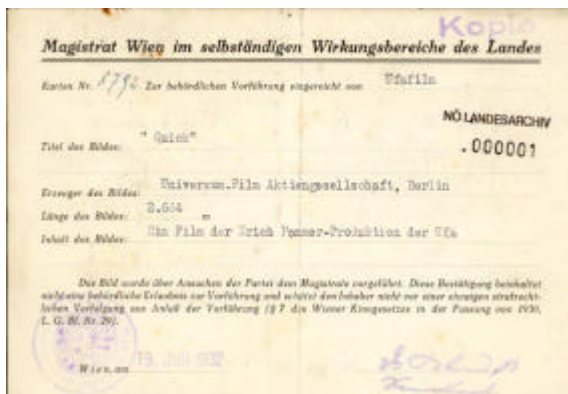 Kopie
Magistrat Wien im selbständigen Wirkungsbereiche des Landes
Karten Nr. 8792 Zur behördlichen Vorführung eingereicht von Ufafilm
NÖ LANDESARCHIV
.000001
Titel des Bildes: " Quick"
Erzeuger des Bildes: Universum.Film Aktiengesellschaft, Berlin
Länge des Bildes: m
Inhalt des Bildes: Ein Film der Erich Pommer-Produktion der Ufa
Das Bild wurde über Ansuchen der Partei dem Magistrate vorgeführt. Diese Bestätigung beinhaltet
nicht eine behördliche Erlaubnis zur Vorführung und schützt den Inhaber nicht vor einer etwaigen strafrecht-
lichen Verfolgung aus Anlaß der Vorführung (§ 7 des Wiener Kinogesetzes in der Fassung von 1930,
L. G. Bl. Nr. 29).
Wien, am 19. Juli 1932